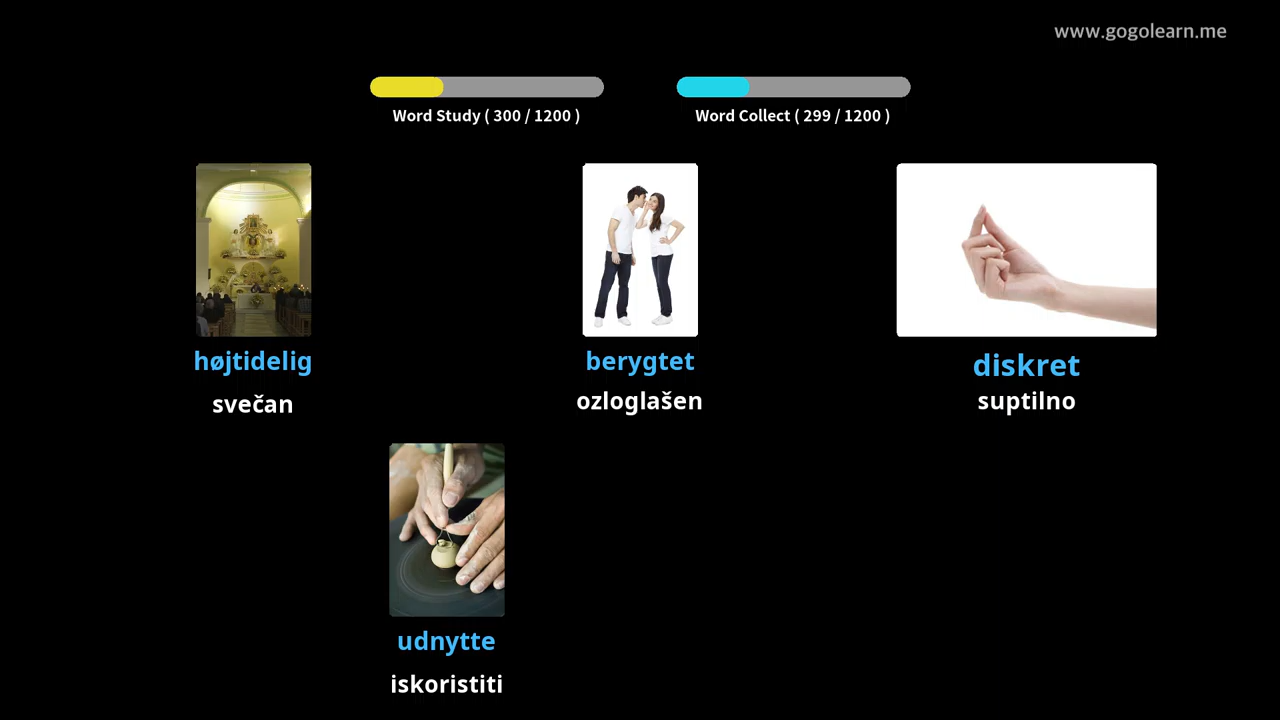 www.gogolearn.me
Word Study ( 300 / 1200 )
Word Collect ( 299 / 1200 )
højtidelig
svečan
berygtet
ozloglašen
diskret
suptilno
udnytte
iskoristiti